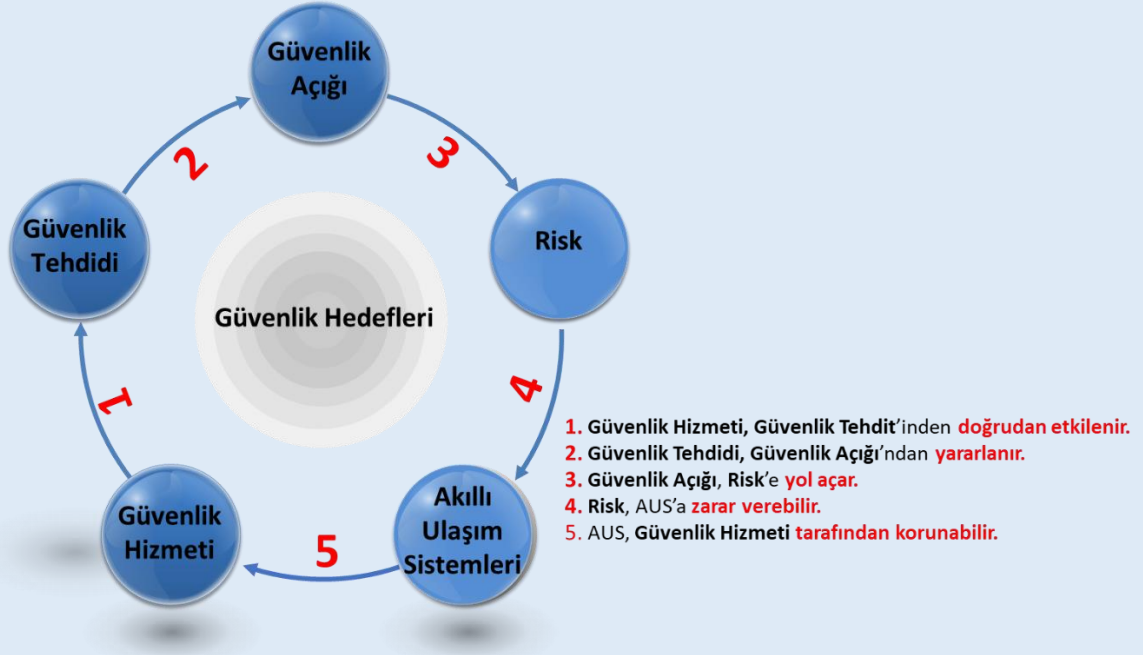 Güvenlik
Açığı
2
3
Güvenlik
Tehdidi
Risk
Güvenlik Hedefleri
1
4
Güvenlik
Hizmeti
5
Akıllı
Ulaşım
Sistemleri
1. Güvenlik Hizmeti, Güvenlik Tehdit’inden doğrudan etkilenir.
2. Güvenlik Tehdidi, Güvenlik Açığı’ndan yararlanır.
3. Güvenlik Açığı, Risk’e yol açar.
4. Risk, AUS’a zarar verebilir.
5. AUS, Güvenlik Hizmeti tarafından korunabilir.